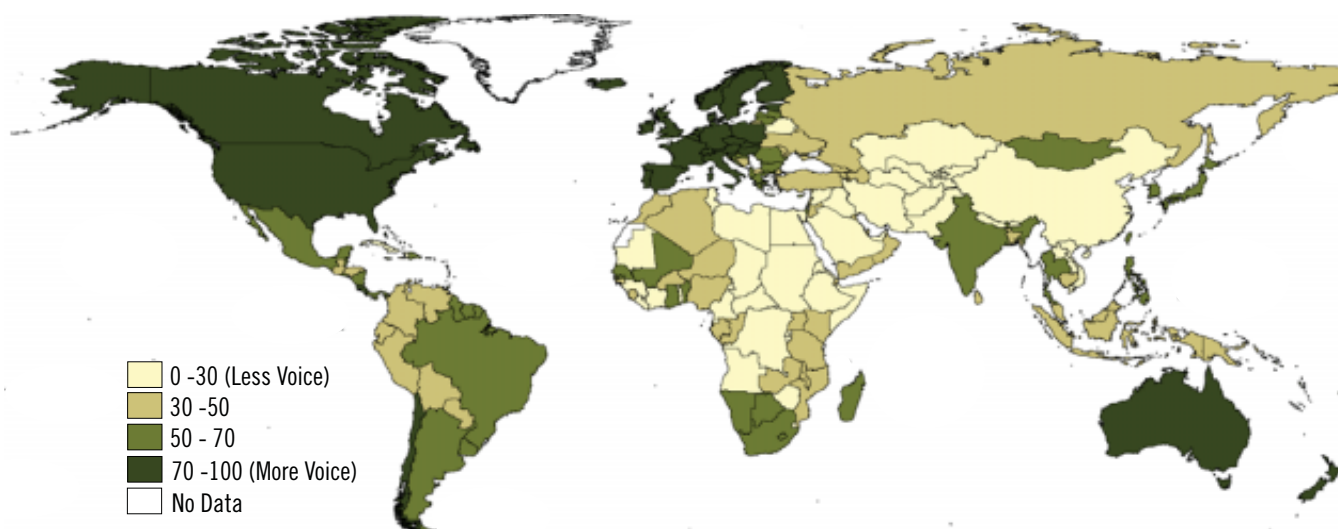 0 -30 (Less Voice)
30 -50
50 - 70
70 -100 (More Voice)
No Data